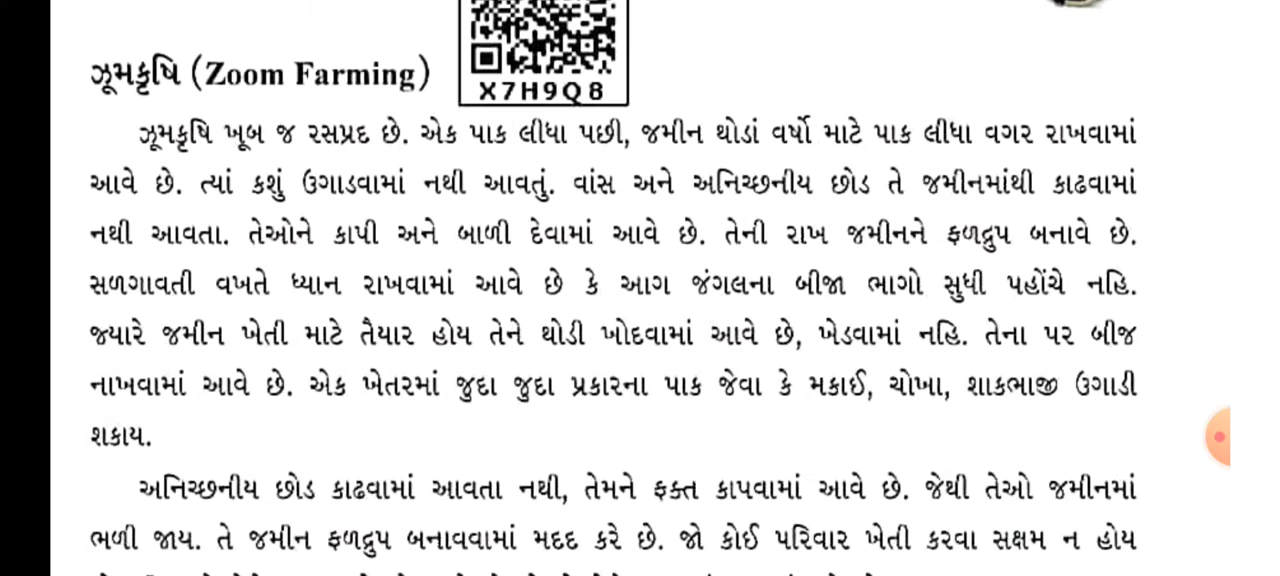 X7H9Q8
ઝૂમકૃષિ (Zoom Farming)
ઝૂમકૃષિ ખૂબ જ રસપ્રદ છે. એક પાક લીધા પછી, જમીન થોડાં વર્ષો માટે પાક લીધા વગર રાખવામાં
આવે છે. ત્યાં કશું ઉગાડવામાં નથી આવતું. વાંસ અને અનિચ્છનીય છોડ તે જમીનમાંથી કાઢવામાં
નથી આવતા. તેઓને કાપી અને બાળી દેવામાં આવે છે. તેની રાખ જમીનને ફળદ્રુપ બનાવે છે.
સળગાવતી વખતે ધ્યાન રાખવામાં આવે છે કે આગ જંગલના બીજા ભાગો સુધી પહોંચે નહિ.
જ્યારે જમીન ખેતી માટે તૈયાર હોય તેને થોડી ખોદવામાં આવે છે, ખેડવામાં નહિ. તેના પર બીજ
નાખવામાં આવે છે. એક ખેતરમાં જુદા જુદા પ્રકારના પાક જેવા કે મકાઈ, ચોખા, શાકભાજી ઉગાડી
શકાય.
અનિચ્છનીય છોડ કાઢવામાં આવતા નથી, તેમને ફક્ત કાપવામાં આવે છે. જેથી તેઓ જમીનમાં
ભળી જાય. તે જમીન ફળદ્રુપ બનાવવામાં મદદ કરે છે. જો કોઈ પરિવાર ખેતી કરવા સક્ષમ ન હોય